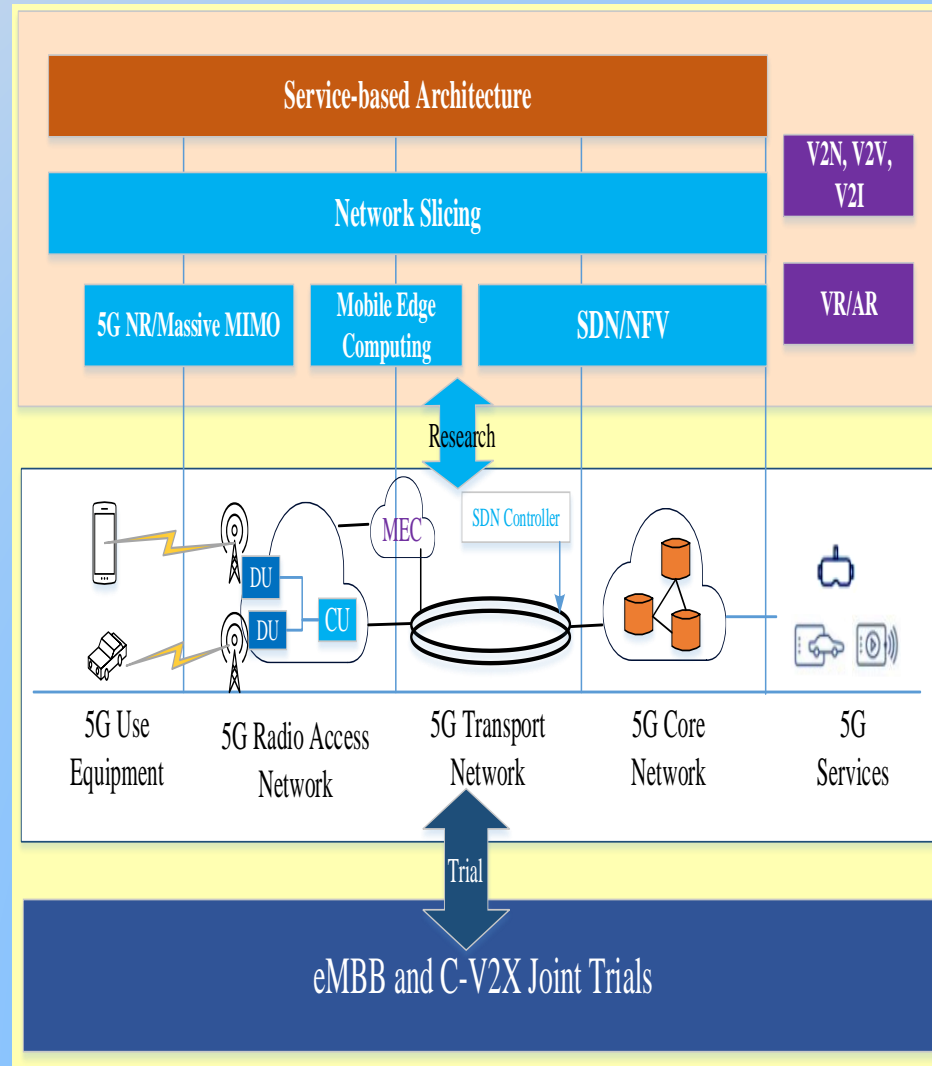 Service-based Architecture
V2N, V2V,
V2I
Network Slicing
5G NR/Massive MIMO
Mobile Edge
Computing
SDN/NFV
VR/AR
Research
MEC
SDN Controller
DU
DU
CU
5G Use
Equipment
5G Radio Access
Network
5G Transport
Network
5G Core
Network
5G
Services
Trial
eMBB and C-V2X Joint Trials